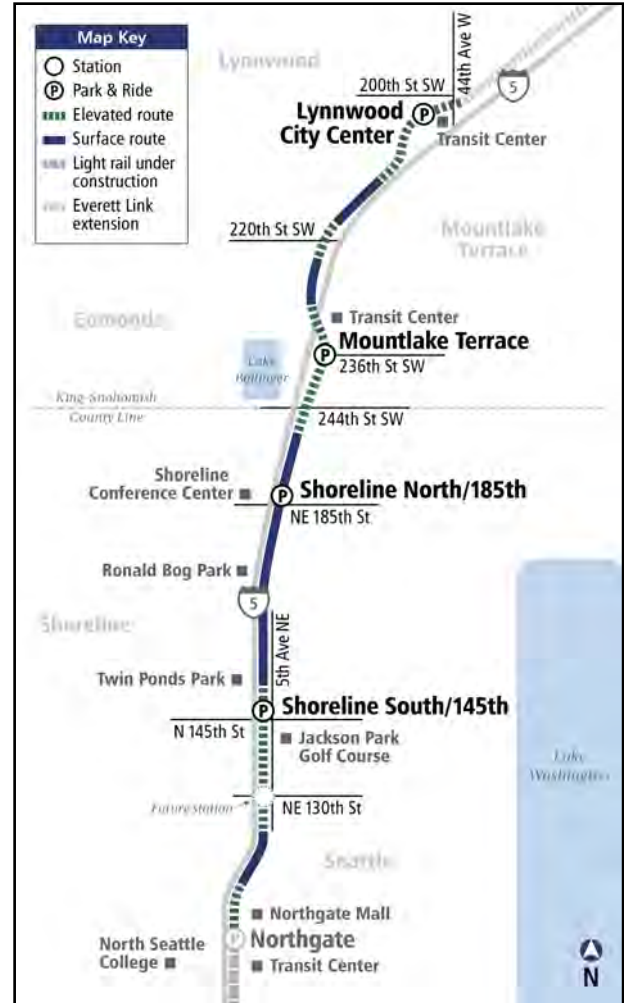 Map Key
Station
P Park & Ride
Elevated route
Surface route
Light rail under
construction
Everett Link
extension
Lynnwood
200th St SW
44th Ave W
5
Lynnwood
City Center
P
Transit Center
220th St SW
Mountlake
Terrace
Transit Center
Edmonds
P
Mountlake Terrace
236th St SW
Lake
Ballinger
King-Snohomish
County Line
244th St SW
Shoreline
Conference Center
P
Shoreline North/185th
NE 185th St
Ronald Bog Park
5
Shoreline
5th Ave NE
Twin Ponds Park
P
Shoreline South/145th
N 145th St
Jackson Park
Golf Course
Lake
Washington
Future Station
NE 130th St
Seattle
Northgate Mall
P
Northgate
North Seattle
College
Transit Center
N